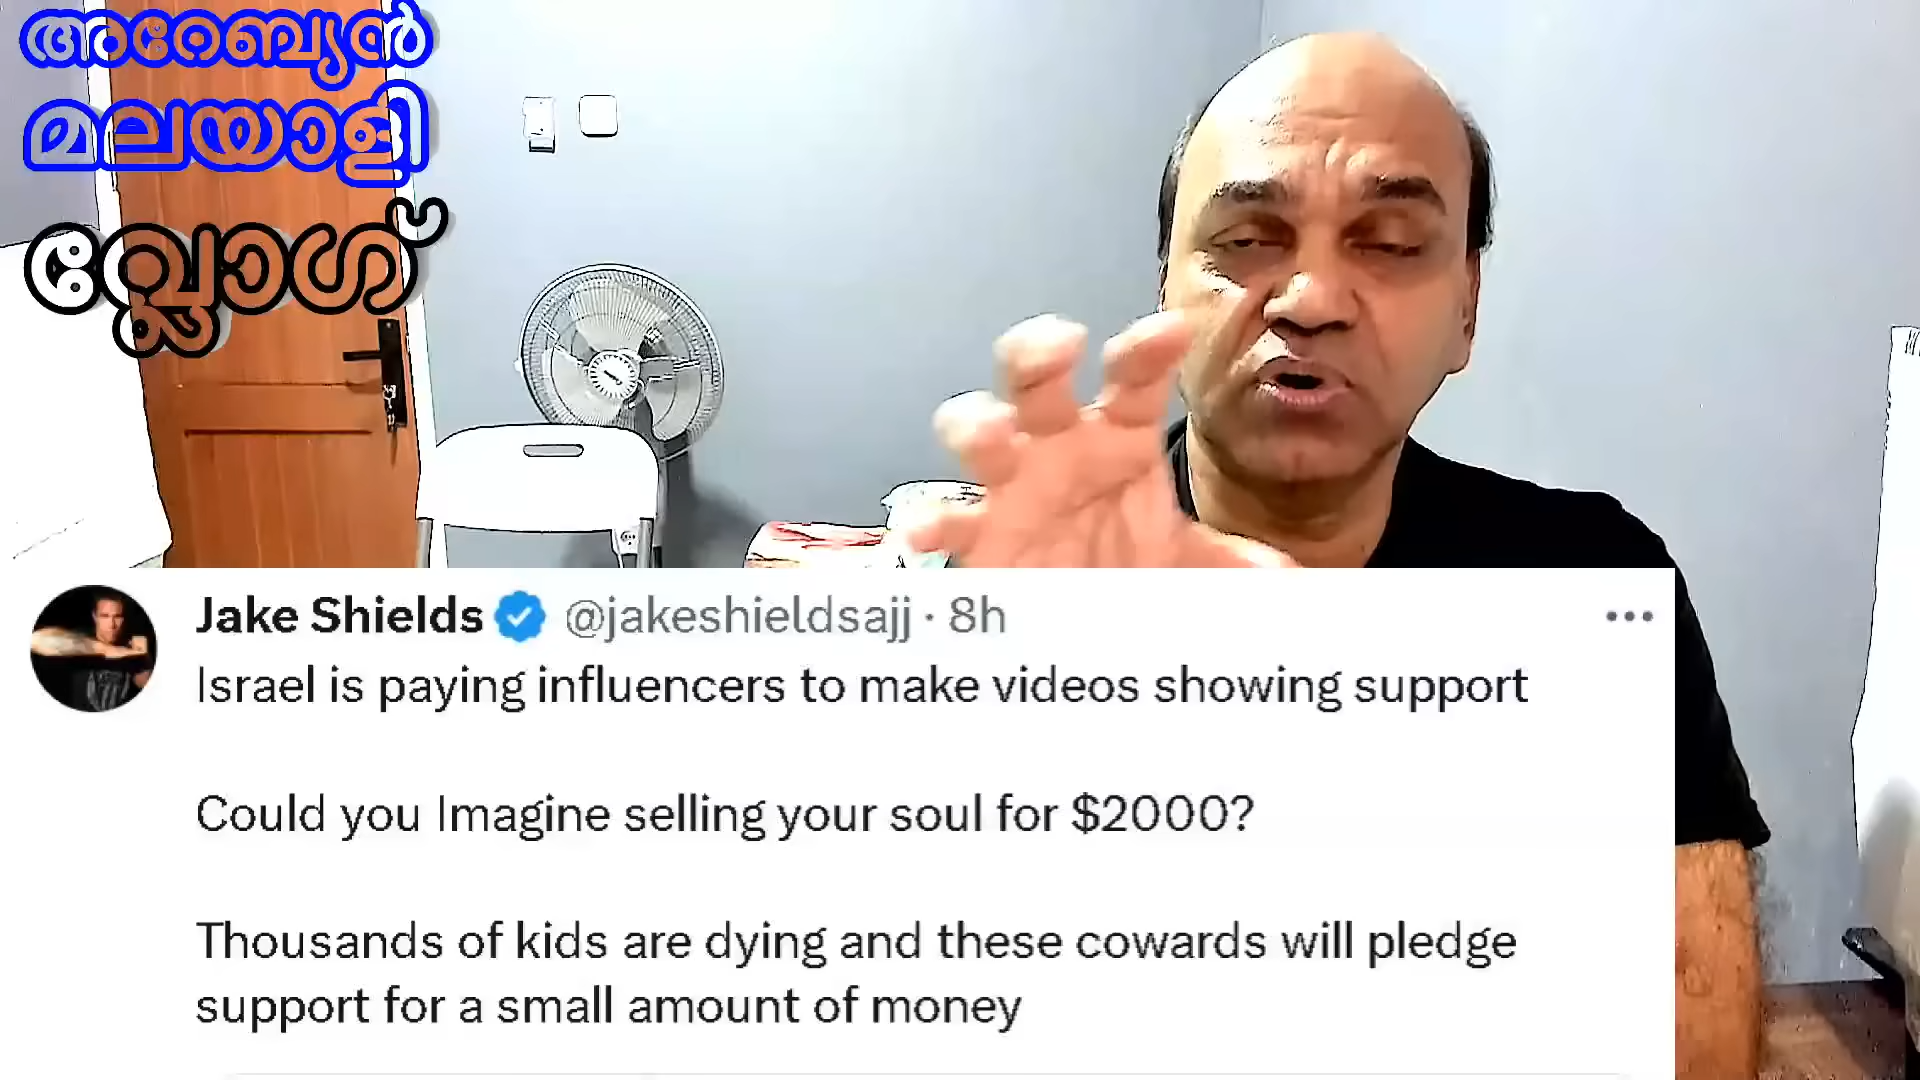 അറേബ്യൻ
മലയാളി
വ്ലോഗ്
Jake Shields @jakeshieldsajj · 8h
Israel is paying influencers to make videos showing support
Could you Imagine selling your soul for $2000?
Thousands of kids are dying and these cowards will pledge
support for a small amount of money